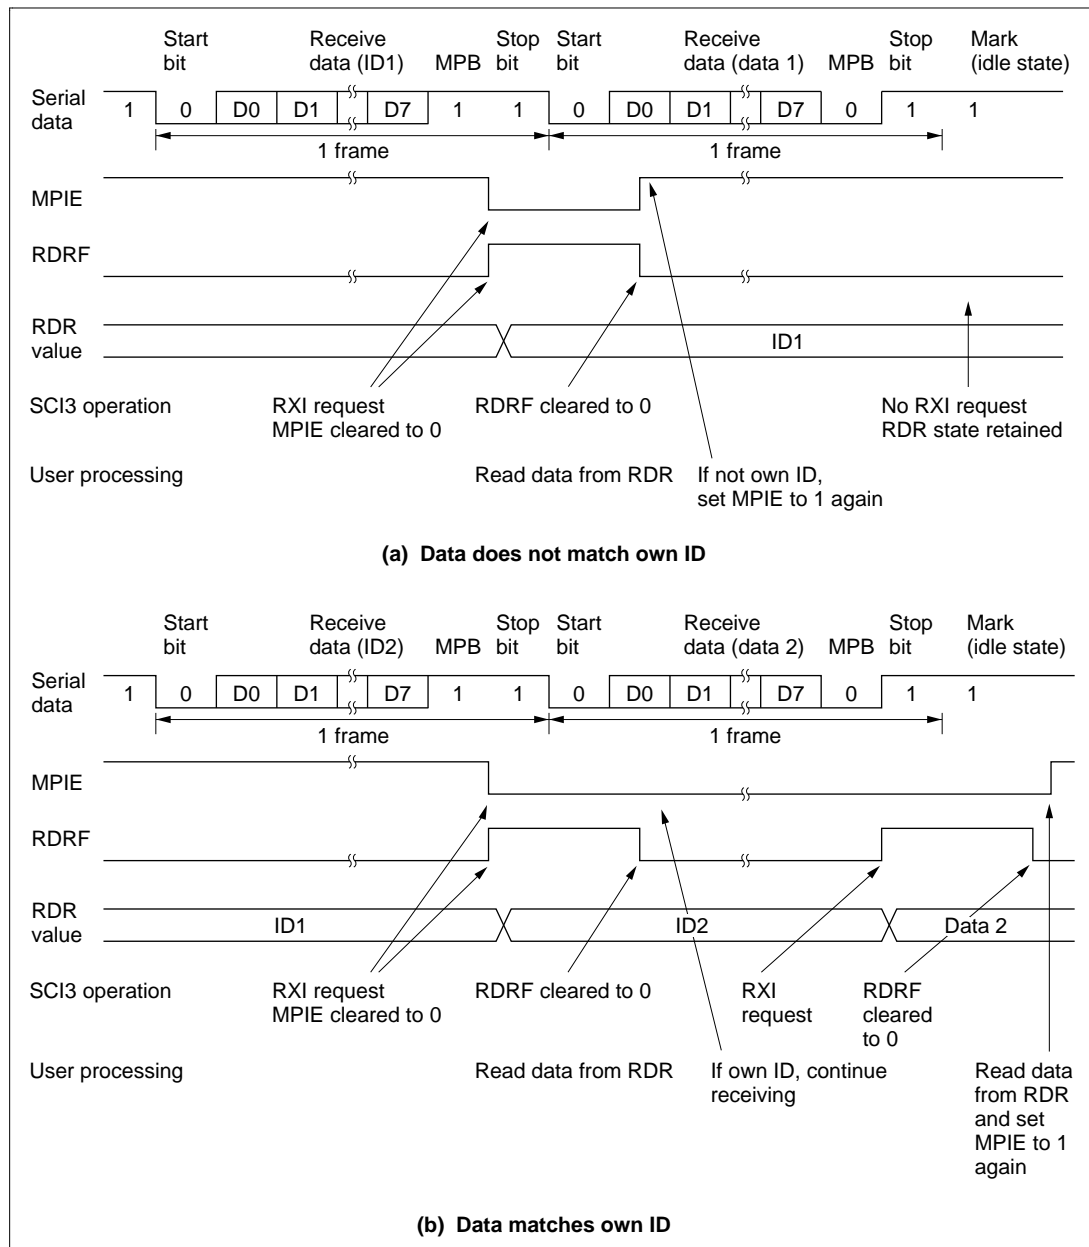 Start bit Receive data (ID1) MPB Stop bit Start bit Receive data (data 1) MPB Stop bit Mark (idle state)
Serial data 1 0 D0 D1 D7 1 1 0 D0 D1 D7 0 1 1
1 frame 1 frame
MPIE
RDRF
RDR value ID1
SCI3 operation RXI request MPIE cleared to 0 RDRF cleared to 0 No RXI request RDR state retained
User processing Read data from RDR If not own ID, set MPIE to 1 again
(a) Data does not match own ID
Start bit Receive data (ID2) MPB Stop bit Start bit Receive data (data 2) MPB Stop bit Mark (idle state)
Serial data 1 0 D0 D1 D7 1 1 0 D0 D1 D7 0 1 1
1 frame 1 frame
MPIE
RDRF
RDR value ID1 ID2 Data 2
SCI3 operation RXI request MPIE cleared to 0 RDRF cleared to 0 RXI request RDRF cleared to 0
User processing Read data from RDR If own ID, continue receiving Read data from RDR and set MPIE to 1 again
(b) Data matches own ID